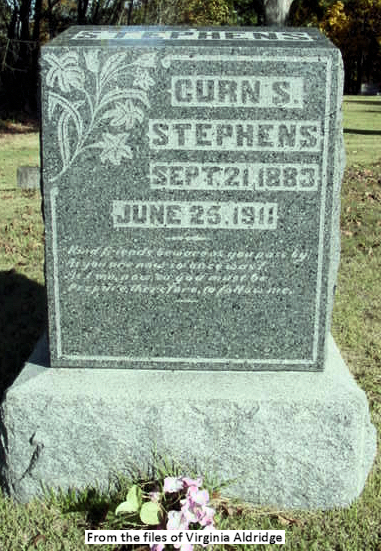 STEPHENS
CURN S.
STEPHENS
SEPT. 21, 1883
JUNE 25, 1911
Kind friends beware as you pass by
As you are now so once was I
As I am now, so you must be
Prepare, therefore, to follow me.
From the files of Virginia Aldridge